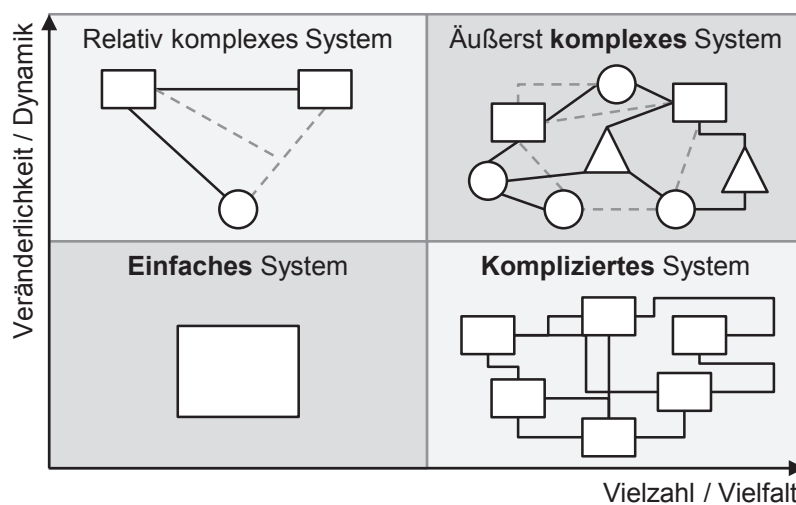 Veränderlichkeit / Dynamik
Relativ komplexes System
Äußerst komplexes System
Einfaches System
Kompliziertes System
Vielzahl / Vielfalt